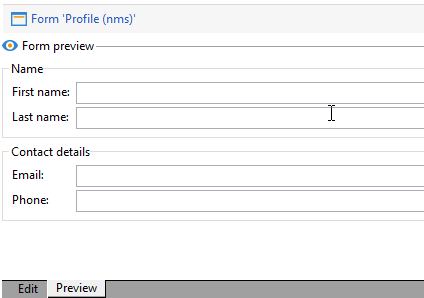 Form 'Profile (nms)'
Form preview
Name
First name:
Last name:
Contact details
Email:
Phone:
Edit Preview